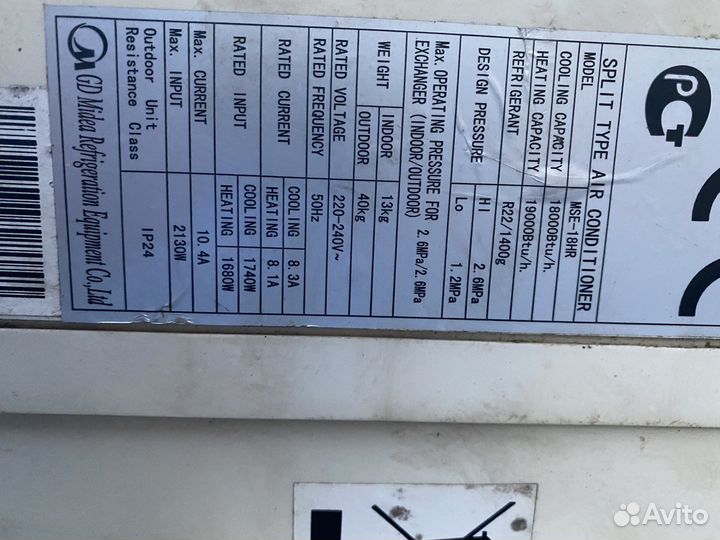 PCT
SPLIT TYPE AIR CONDITIONER
MODEL MSE-18HR
COOLING CAPACITY 18000Btu/h.
HEATING CAPACITY 19000Btu/h.
REFRIGERANT R22/1400g
DESIGN PRESSURE HI 2.6MPa
Lo 1.2MPa
Max. OPERATING PRESSURE FOR
EXCHANGER (INDOOR/OUTDOOR) 2.6MPa/2.6MPa
WEIGHT INDOOR 13kg
OUTDOOR 40kg
RATED VOLTAGE 220-240V~
RATED FREQUENCY 50Hz
RATED CURRENT COOLING 8.3A
HEATING 8.1A
RATED INPUT COOLING 1740W
HEATING 1680W
Max. CURRENT 10.4A
Max. INPUT 2130W
Outdoor Unit
Resistance Class IP24
GD Midea Refrigeration Equipment Co.,Ltd
Avito